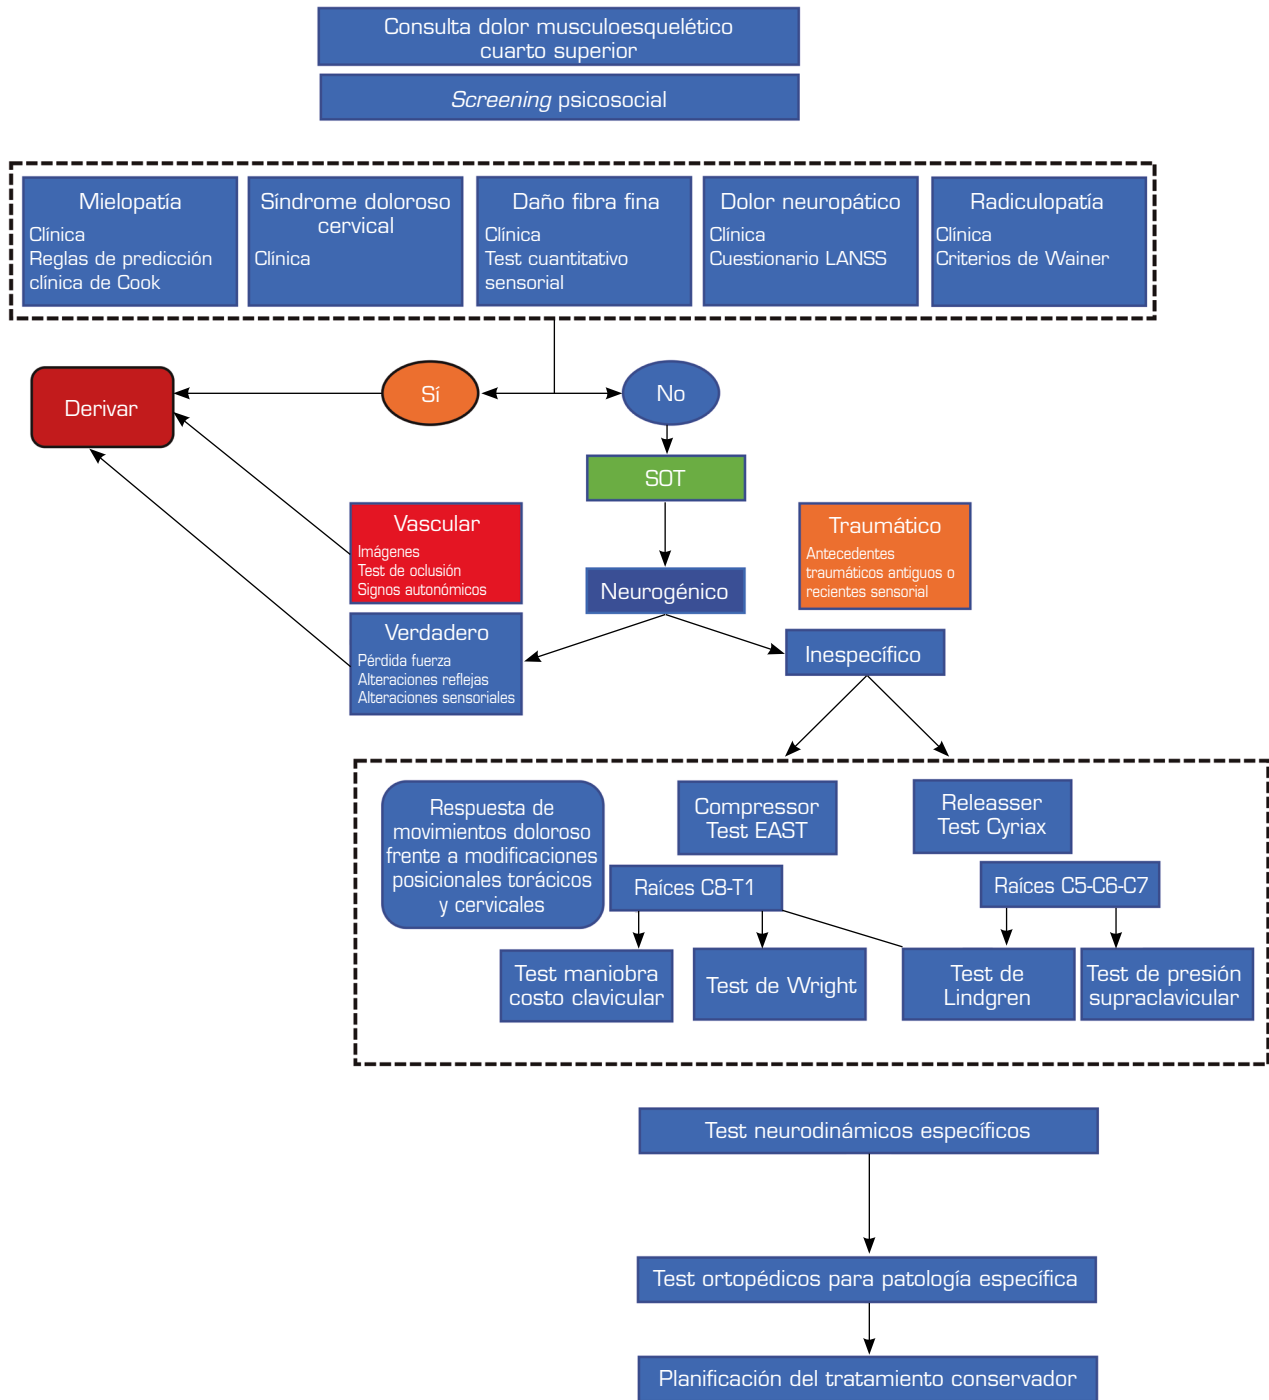 Consulta dolor musculoesquelético
cuarto superior
Screening psicosocial
Mielopatía
Clínica
Reglas de predicción
clínica de Cook
Síndrome doloroso
cervical
Clínica
Daño fibra fina
Clínica
Test cuantitativo
sensorial
Dolor neuropático
Clínica
Cuestionario LANSS
Radiculopatía
Clínica
Criterios de Wainer
Derivar
Sí
No
SOT
Vascular
Imágenes
Test de oclusión
Signos autonómicos
Traumático
Antecedentes
traumáticos antiguos o
recientes sensorial
Neurogénico
Verdadero
Pérdida fuerza
Alteraciones reflejas
Alteraciones sensoriales
Inespecífico
Respuesta de
movimientos doloroso
frente a modificaciones
posicionales torácicos
y cervicales
Compressor
Test EAST
Releasser
Test Cyriax
Raíces C8-T1
Raíces C5-C6-C7
Test maniobra
costo clavicular
Test de Wright
Test de
Lindgren
Test de presión
supraclavicular
Test neurodinámicos específicos
Test ortopédicos para patología específica
Planificación del tratamiento conservador